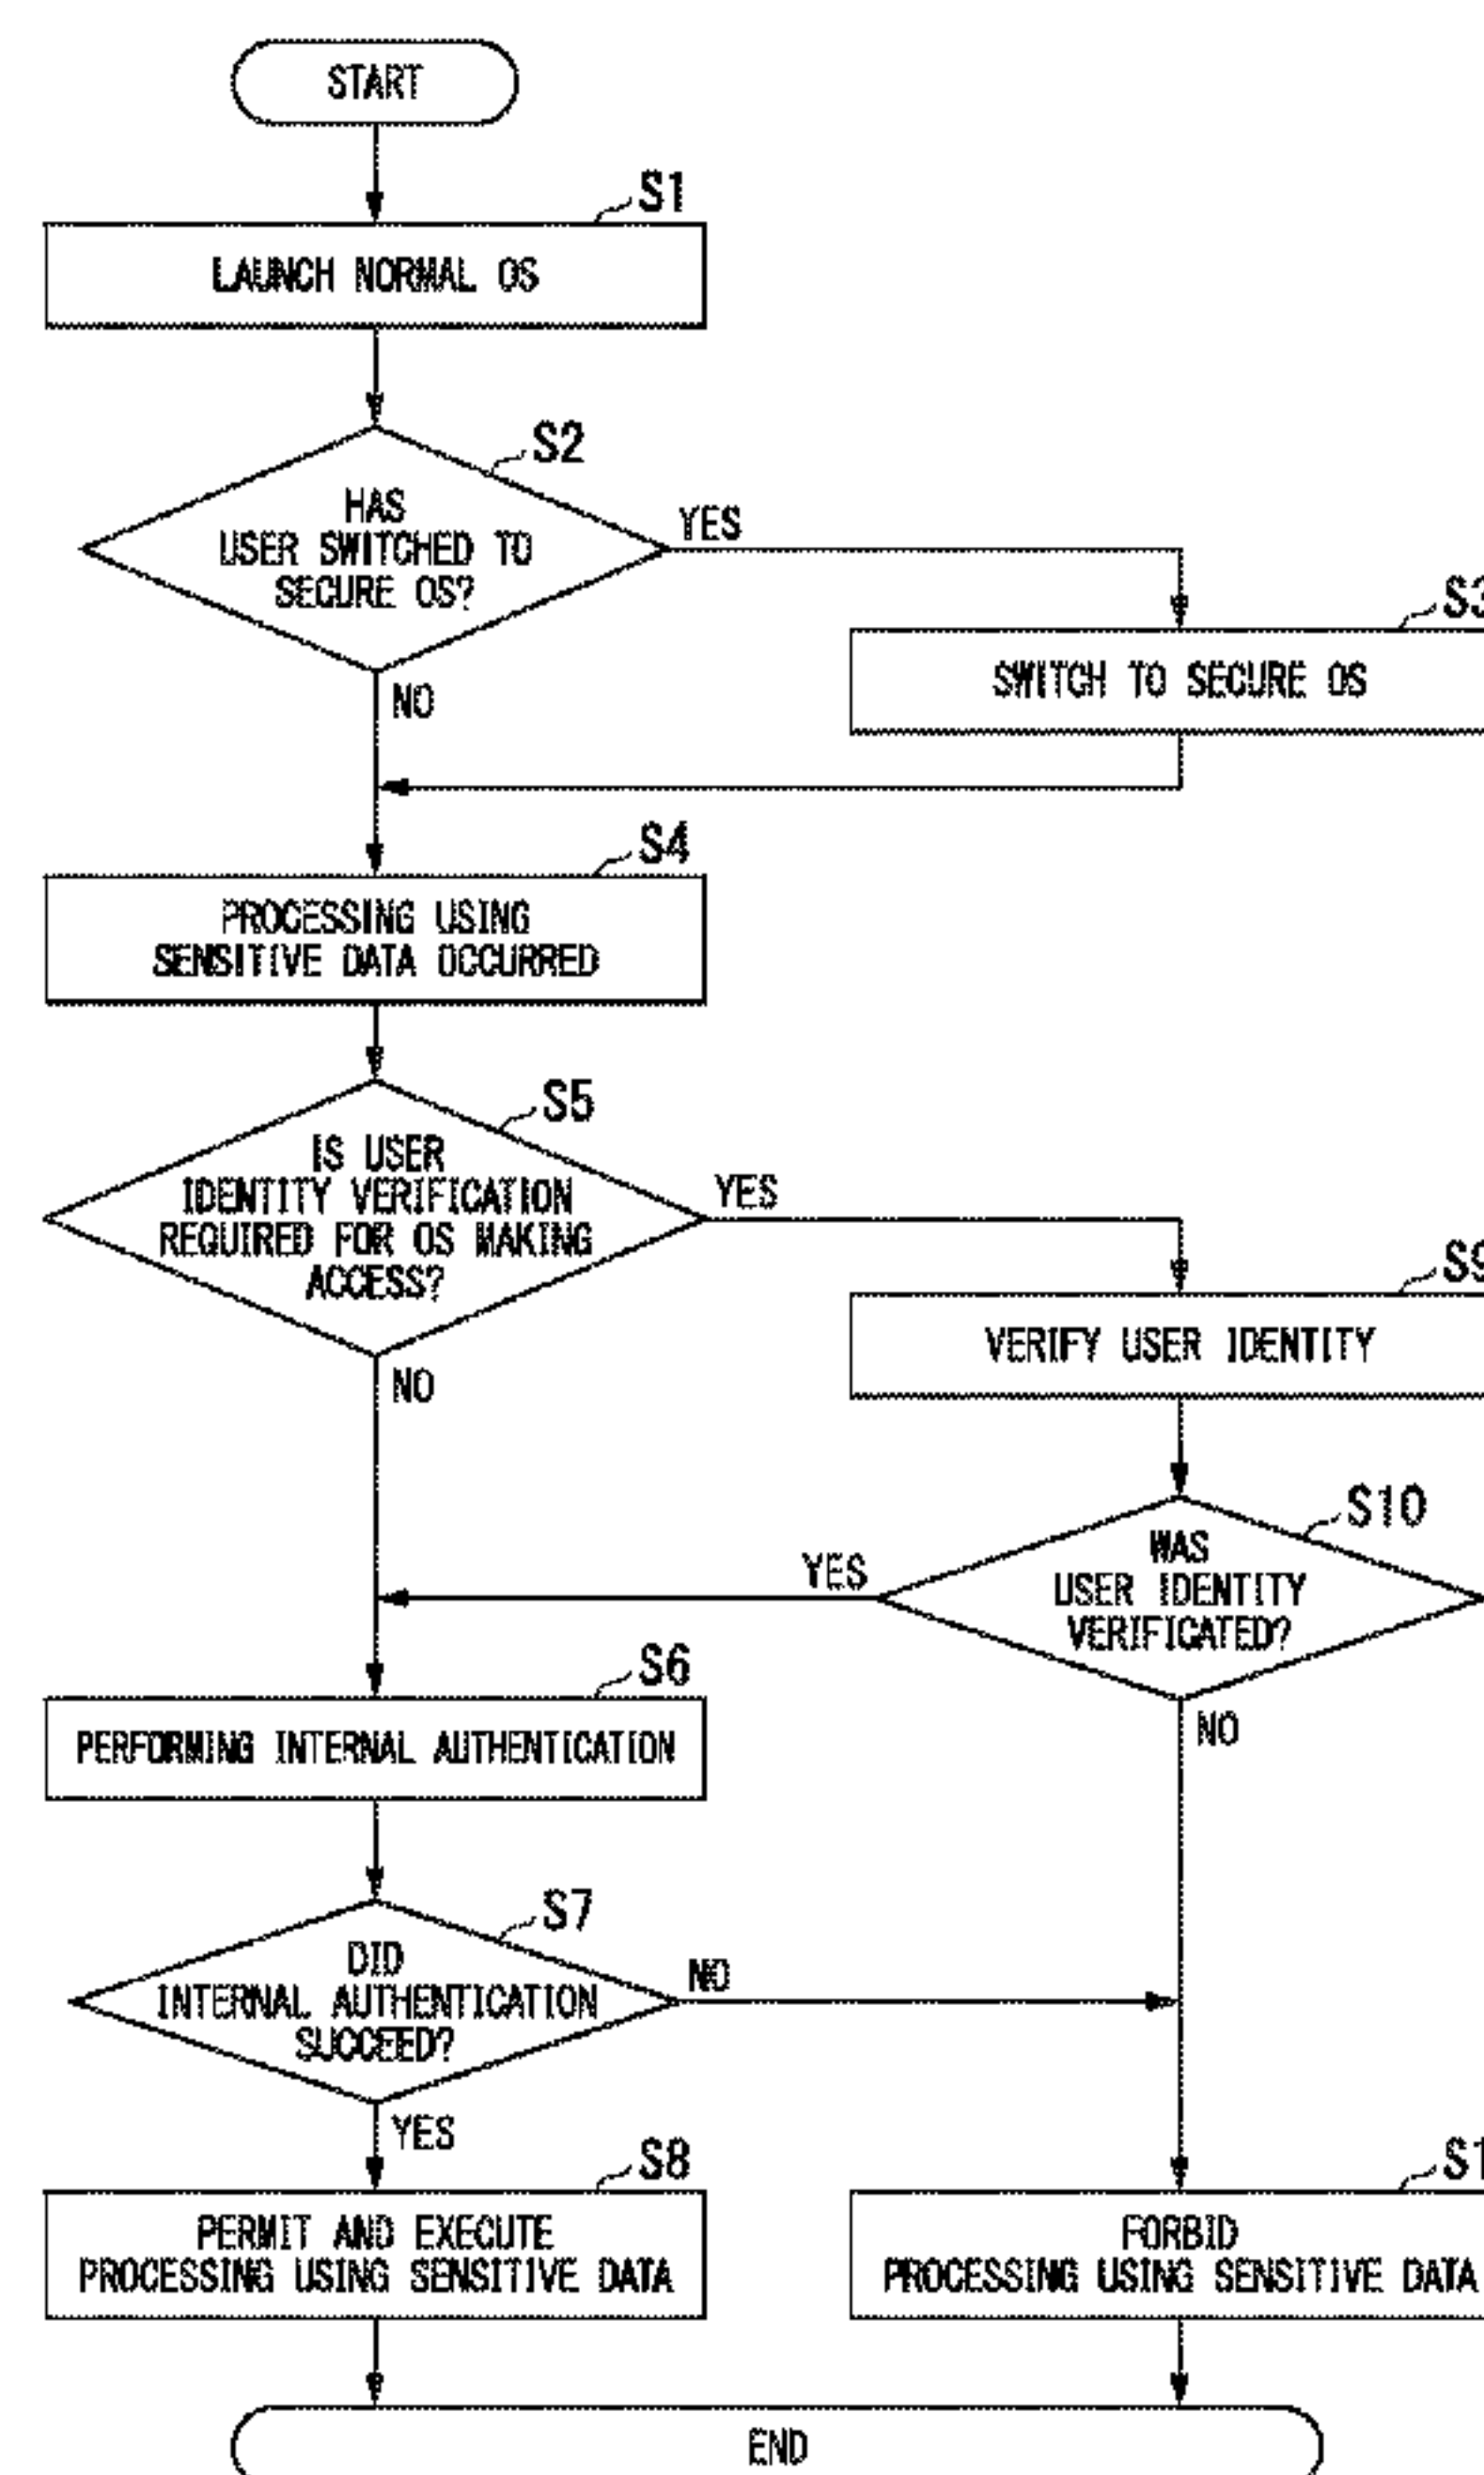 START
S1
LAUNCH NORMAL OS
S2
HAS
USER SWITCHED TO
SECURE OS?
YES
NO
S3
SWITCH TO SECURE OS
S4
PROCESSING USING
SENSITIVE DATA OCCURRED
S5
IS USER
IDENTITY VERIFICATION
REQUIRED FOR OS MAKING
ACCESS?
YES
NO
S9
VERIFY USER IDENTITY
S10
WAS
USER IDENTITY
VERIFICATED?
YES
NO
S6
PERFORMING INTERNAL AUTHENTICATION
S7
DID
INTERNAL AUTHENTICATION
SUCCEED?
NO
YES
S8
PERMIT AND EXECUTE
PROCESSING USING SENSITIVE DATA
FORBID
PROCESSING USING SENSITIVE DATA
END